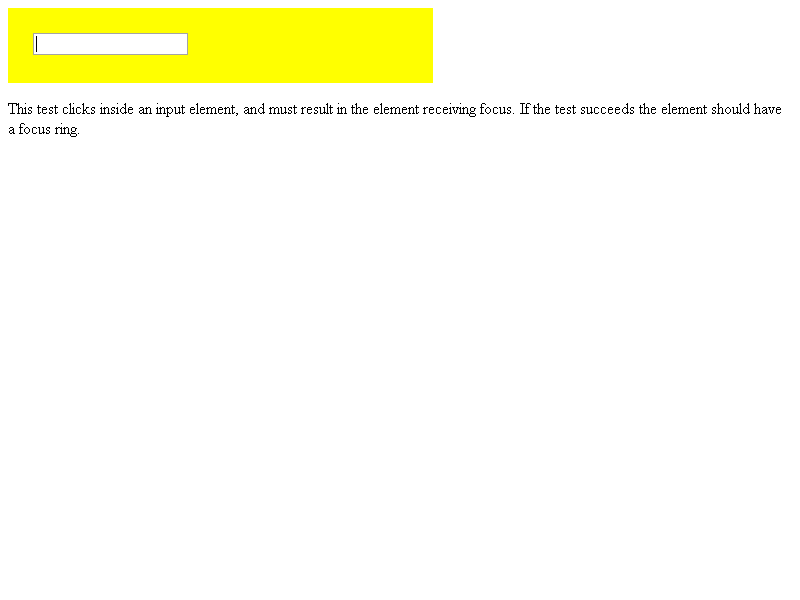 This test clicks inside an input element, and must result in the element receiving focus. If the test succeeds the element should have
a focus ring.